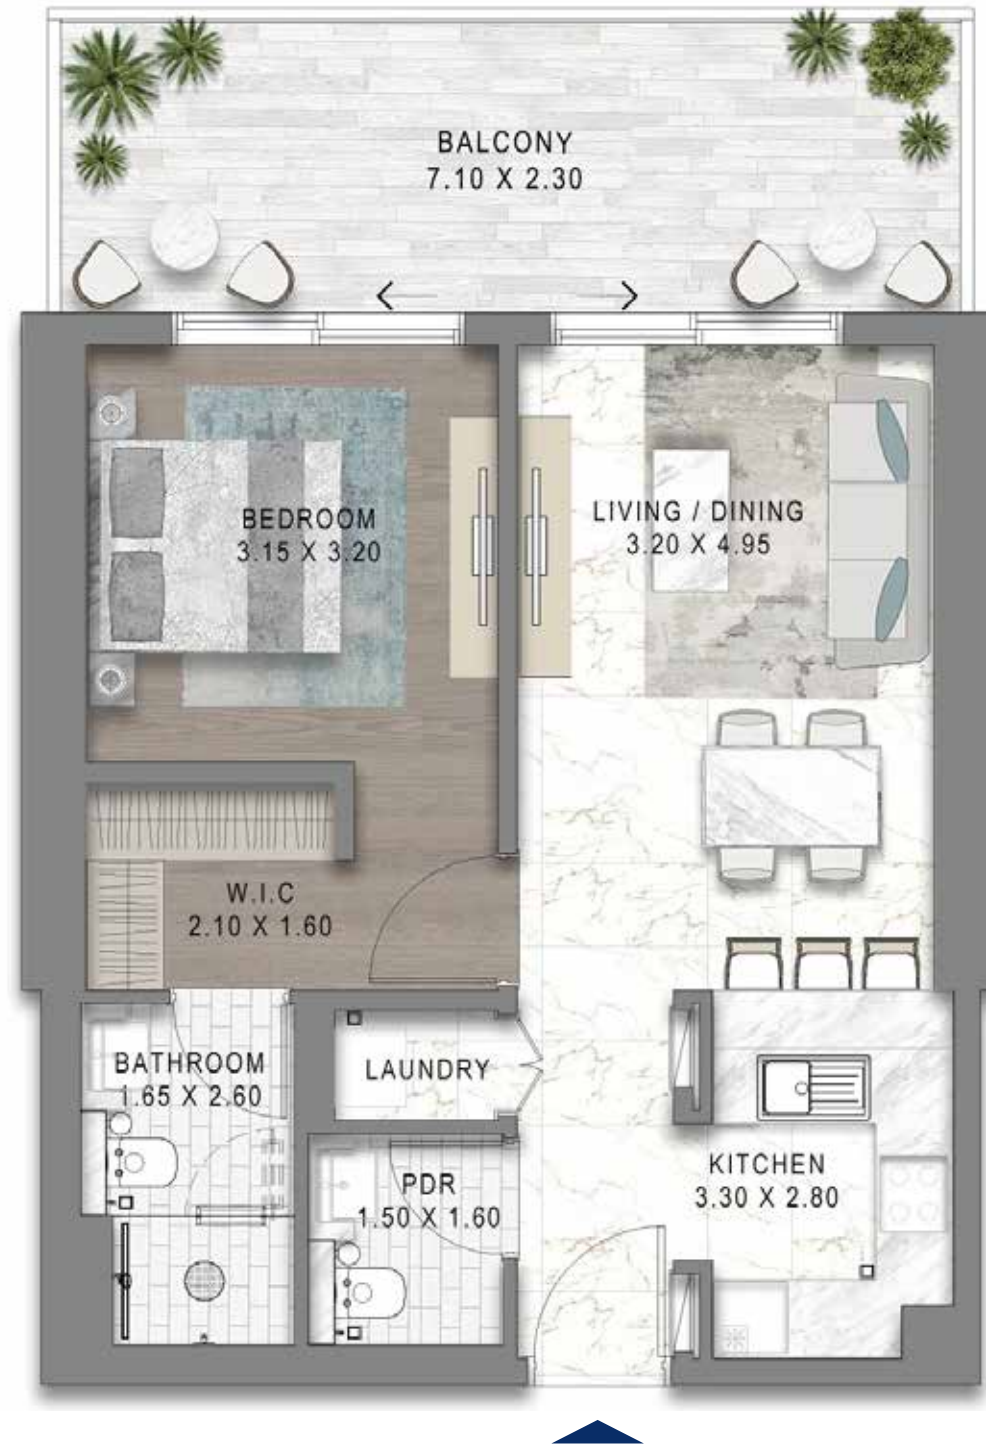 BALCONY
7.10 X 2.30
BEDROOM
3.15 X 3.20
LIVING / DINING
3.20 X 4.95
W.I.C
2.10 X 1.60
BATHROOM
1.65 X 2.60
LAUNDRY
PDR
1.50 X 1.60
KITCHEN
3.30 X 2.80